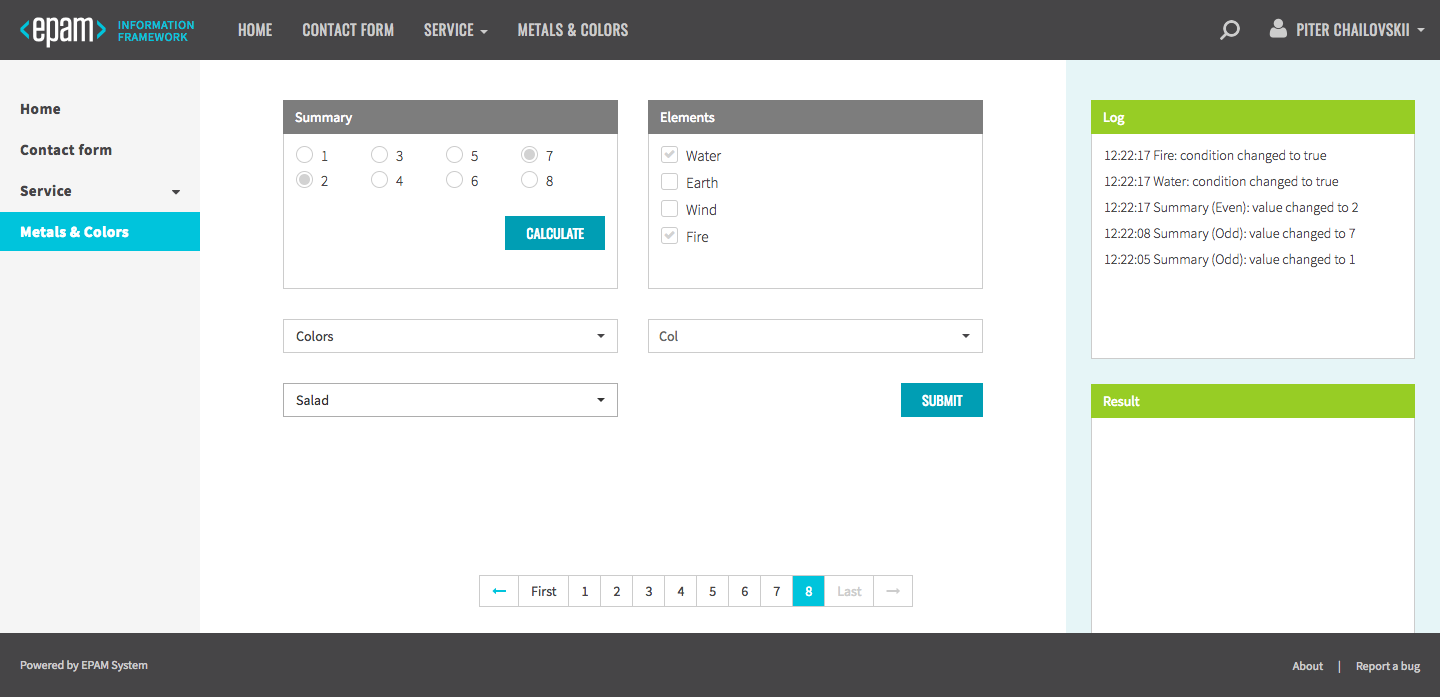 <epam> INFORMATION FRAMEWORK
HOME CONTACT FORM SERVICE METALS & COLORS PITER CHAILOVSKII
Home
Contact form
Service
Metals & Colors
Summary
1 3 5 7
2 4 6 8
CALCULATE
Elements
Water
Earth
Wind
Fire
Colors
Col
Salad
SUBMIT
Log
12:22:17 Fire: condition changed to true
12:22:17 Water: condition changed to true
12:22:17 Summary (Even): value changed to 2
12:22:08 Summary (Odd): value changed to 7
12:22:05 Summary (Odd): value changed to 1
Result
← First 1 2 3 4 5 6 7 8 Last →
Powered by EPAM System
About | Report a bug